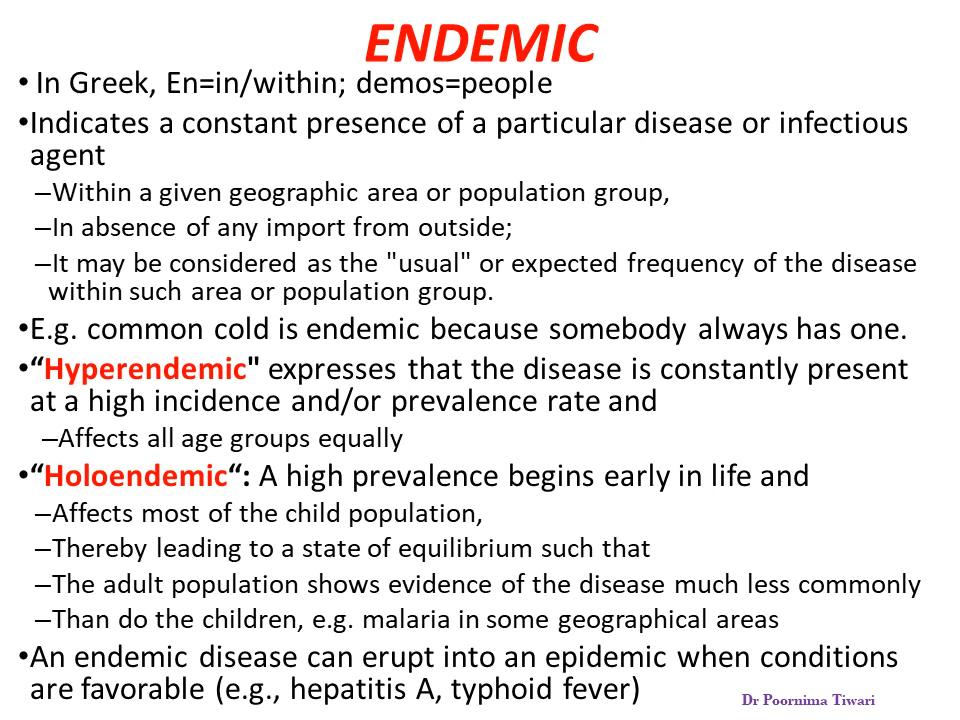 ENDEMIC
• In Greek, En=in/within; demos=people
•Indicates a constant presence of a particular disease or infectious
agent
–Within a given geographic area or population group,
–In absence of any import from outside;
–It may be considered as the "usual" or expected frequency of the disease
within such area or population group.
•E.g. common cold is endemic because somebody always has one.
•“Hyperendemic" expresses that the disease is constantly present
at a high incidence and/or prevalence rate and
–Affects all age groups equally
•“Holoendemic“: A high prevalence begins early in life and
–Affects most of the child population,
–Thereby leading to a state of equilibrium such that
–The adult population shows evidence of the disease much less commonly
–Than do the children, e.g. malaria in some geographical areas
•An endemic disease can erupt into an epidemic when conditions
are favorable (e.g., hepatitis A, typhoid fever)
Dr Poornima Tiwari